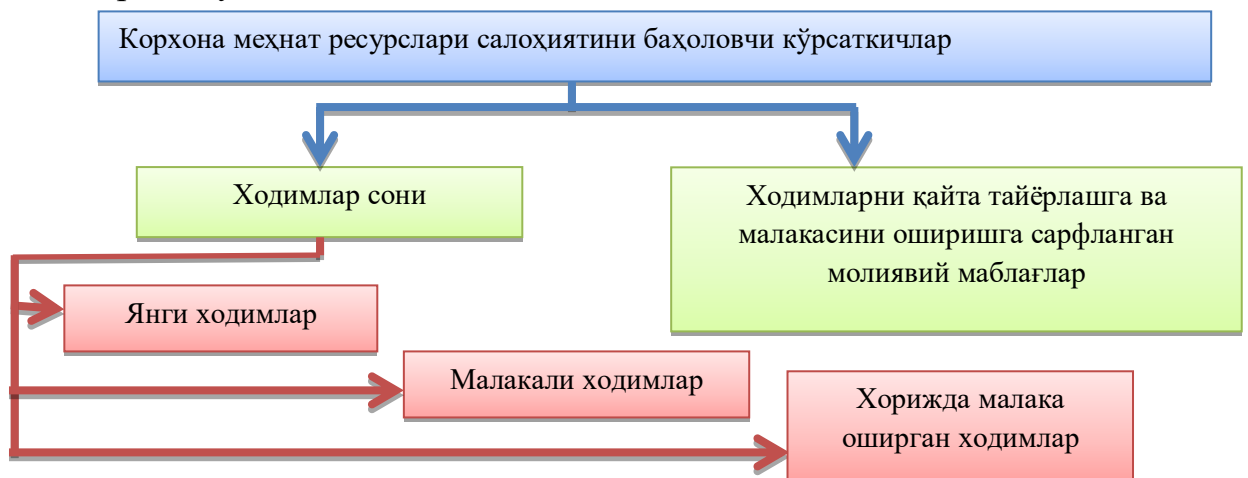 Корхона меҳнат ресурслари салоҳиятини баҳоловчи кўрсаткичлар
Ходимлар сони
Ходимларни қайта тайёрлашга ва
малакасини оширишга сарфланган
молиявий маблағлар
Янги ходимлар
Малакали ходимлар
Хорижда малака
оширган ходимлар